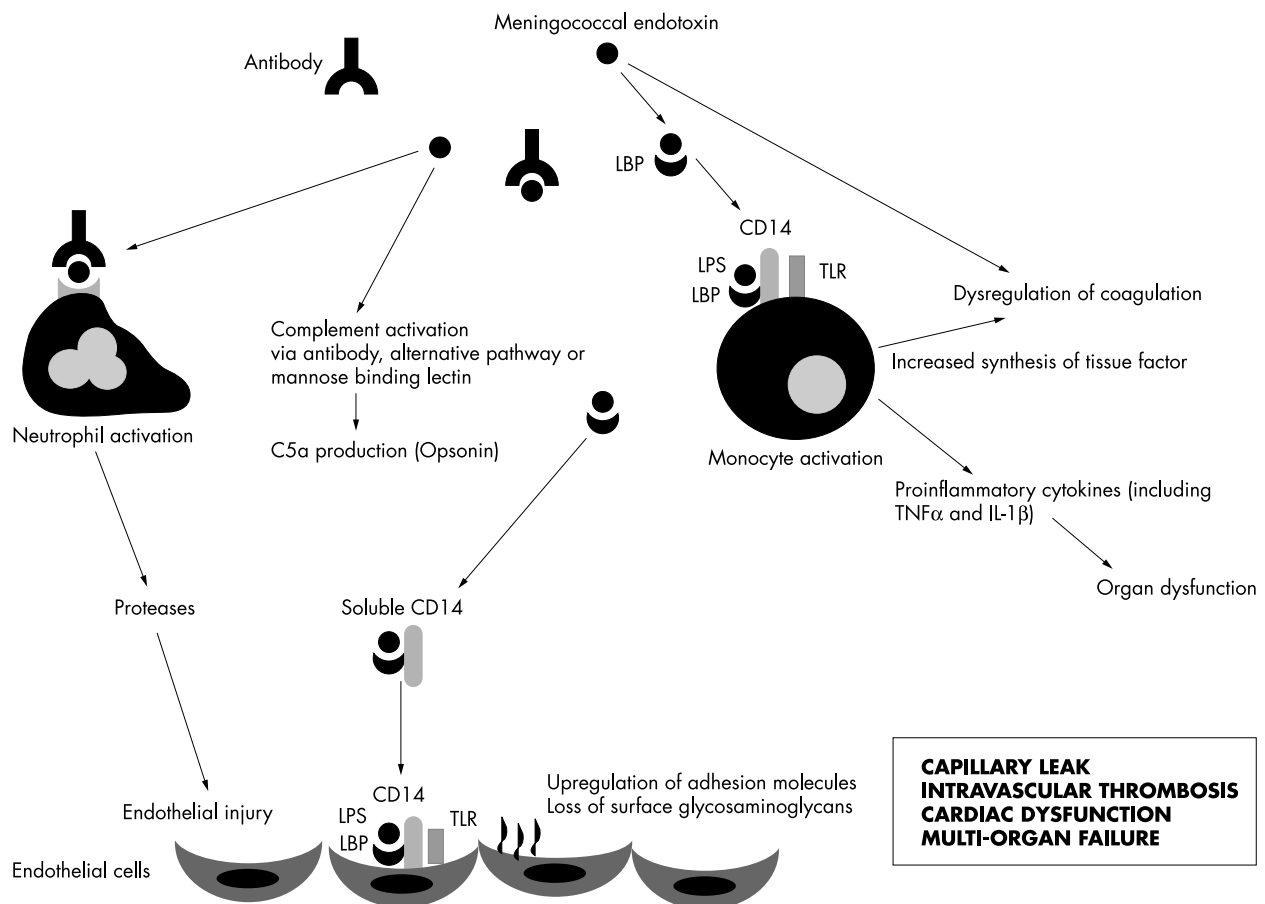 Meningococcal endotoxin
Antibody
LBP
CD14
LPS
TLR
LBP
Dysregulation of coagulation
Complement activation
via antibody, alternative pathway or
mannose binding lectin
Increased synthesis of tissue factor
Neutrophil activation
C5a production (Opsonin)
Monocyte activation
Proinflammatory cytokines (including
TNFα and IL-1β)
Organ dysfunction
Proteases
Soluble CD14
Endothelial injury
CD14
LPS
TLR
LBP
Upregulation of adhesion molecules
Loss of surface glycosaminoglycans
Endothelial cells
CAPILLARY LEAK
INTRAVASCULAR THROMBOSIS
CARDIAC DYSFUNCTION
MULTI-ORGAN FAILURE